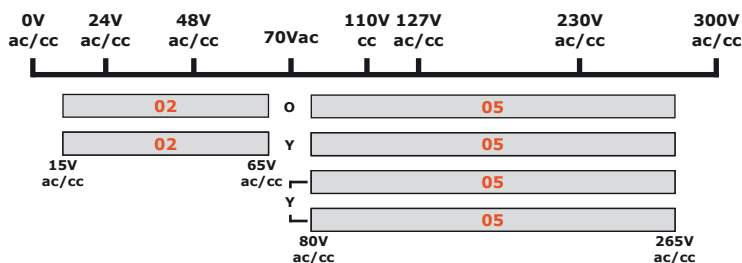 0V 24V 48V 70Vac 110V 127V 230V 300V
ac/cc ac/cc ac/cc cc ac/cc ac/cc ac/cc
02 O 05
02 Y 05
15V 65V
ac/cc ac/cc
05
Y
05
80V 265V
ac/cc ac/cc